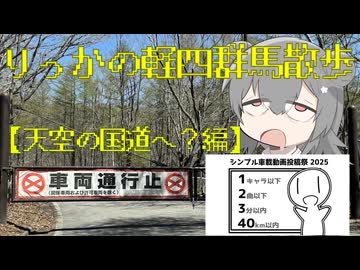 りっかの軽四群馬散歩
【天空の国道へ？編】
車両通行止
(関係車両および許可車両を除く)
シンプル車載動画投稿祭 2025
1キャラ以下
2曲以下
3分以内
40km以内